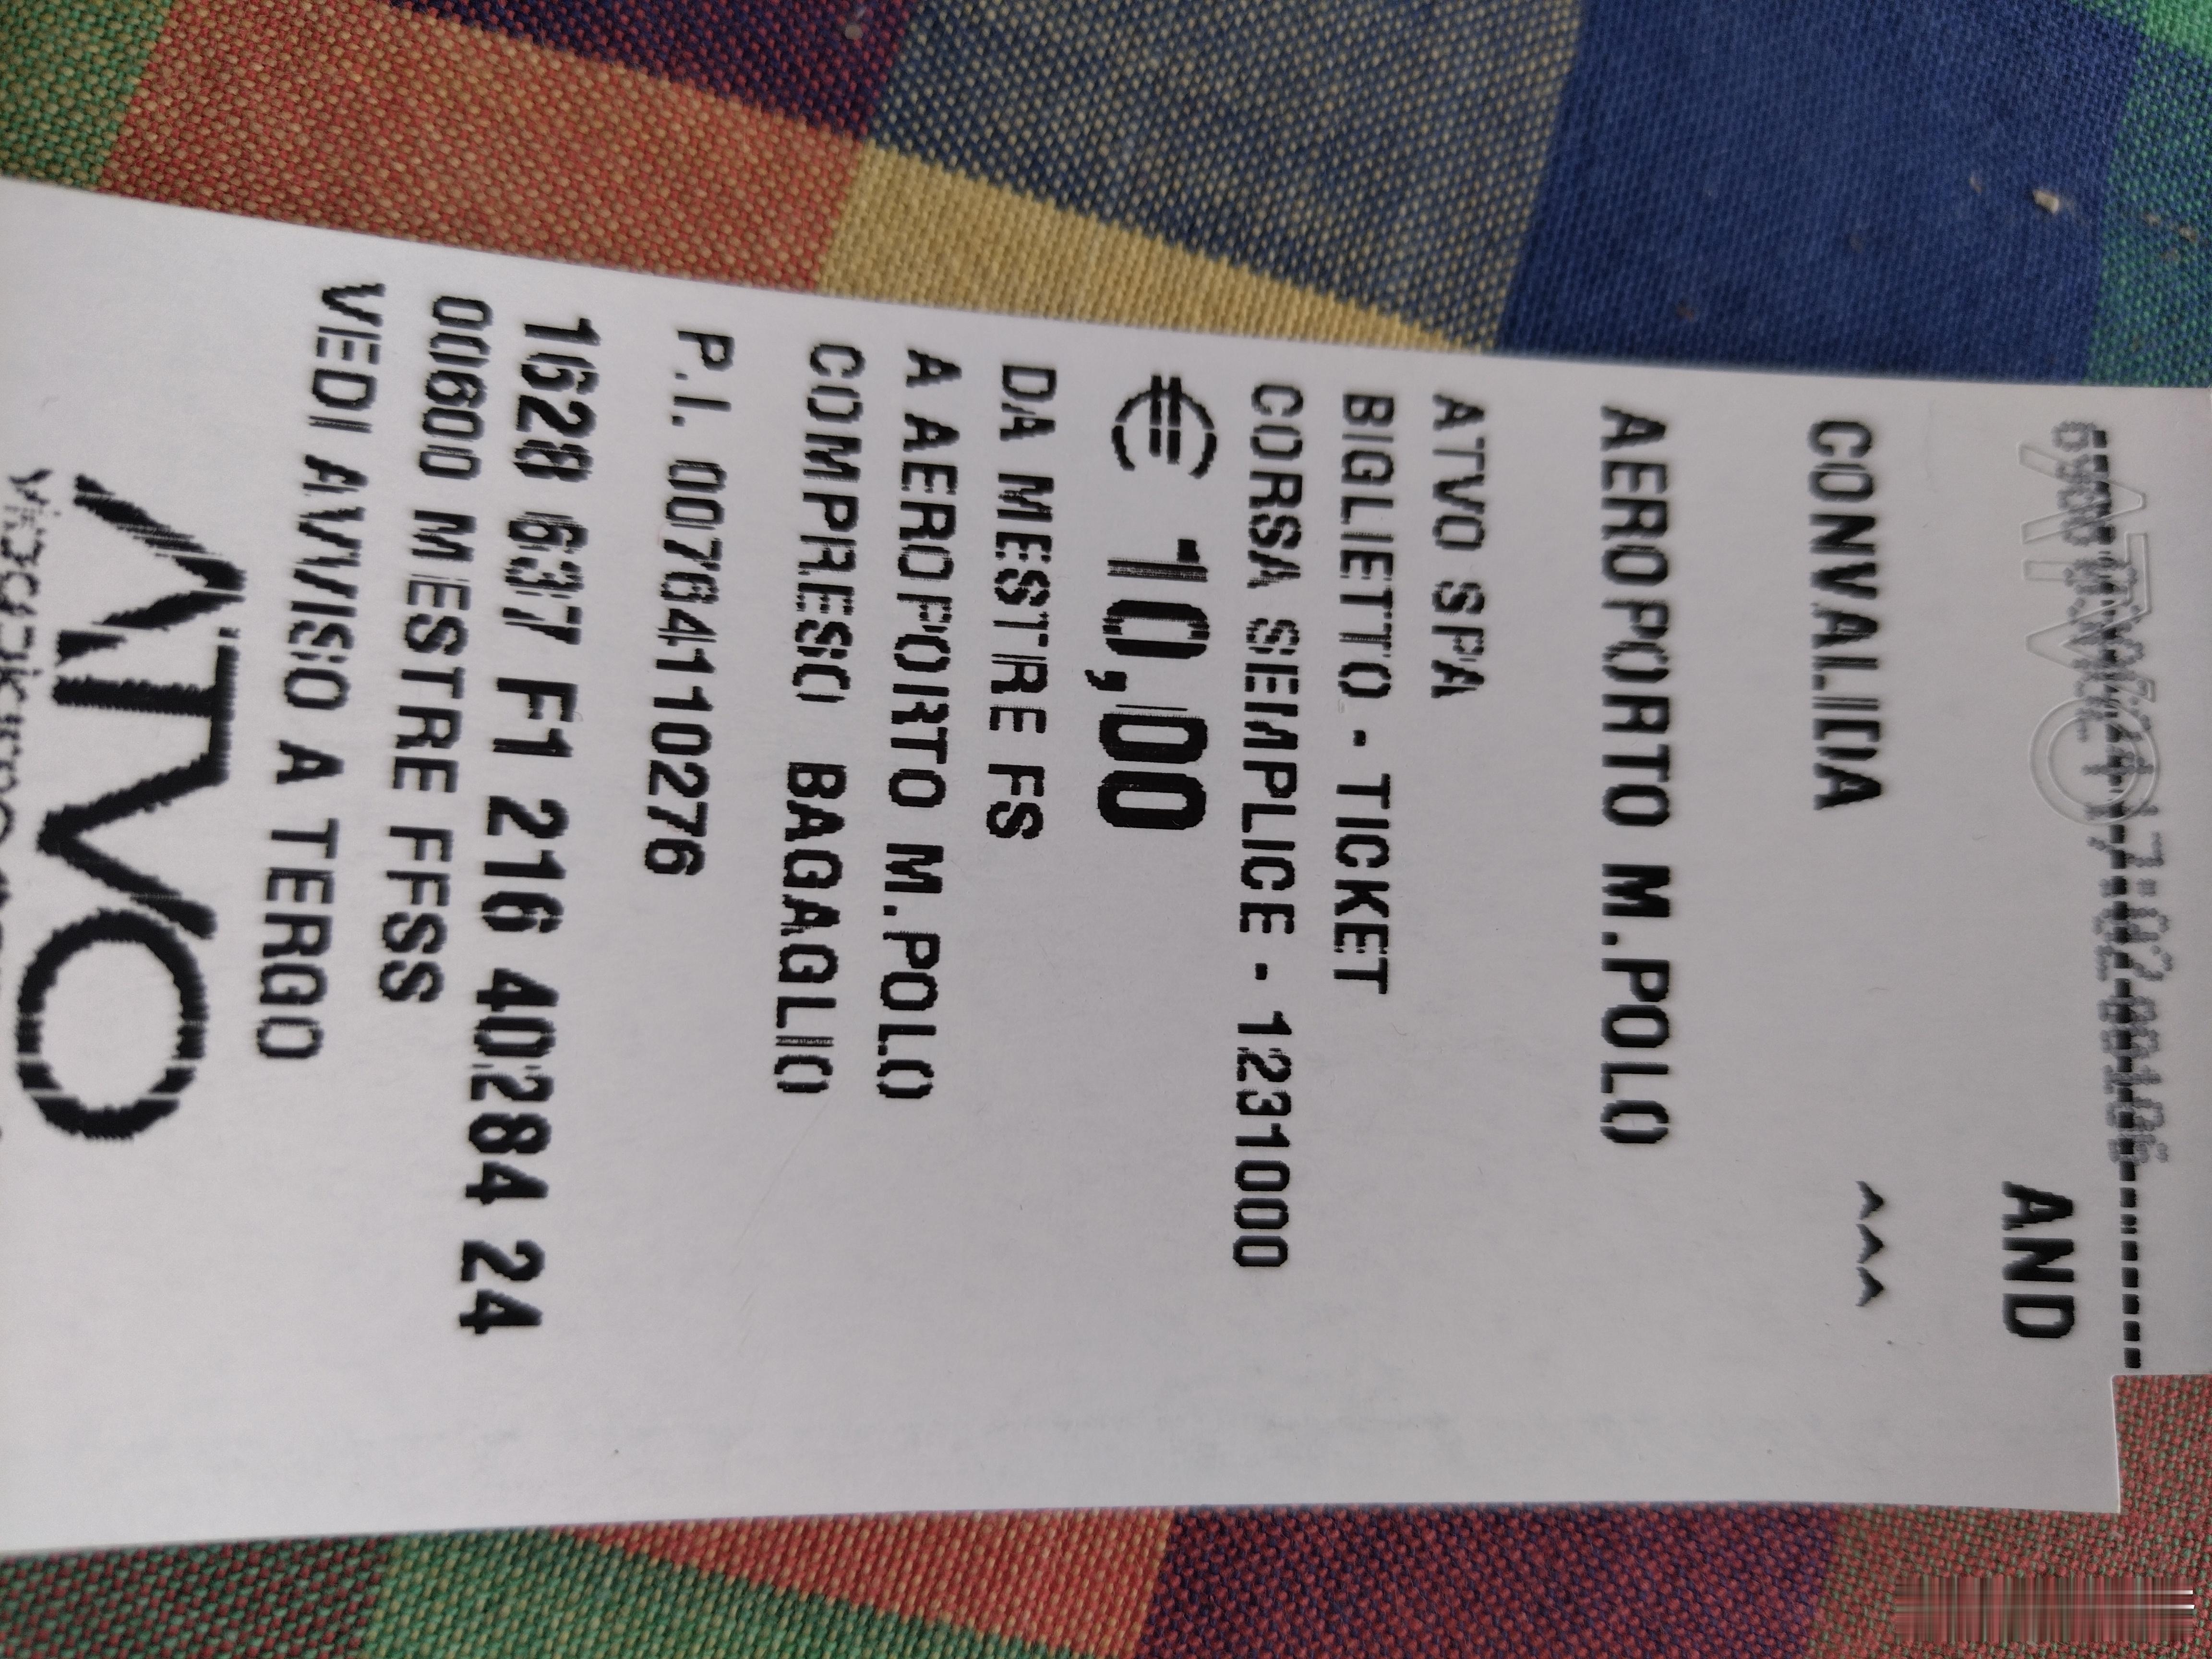 AND
CONVALIDA ^^^
AEROPORTO M.POLO
ATVO SPA
BIGLIETTO - TICKET
CORSA SEMPLICE - 1231000
€ 10,00
DA MESTRE FS
A AEROPORTO M.POLO
COMPRESO BAGAGLIO
P.I. 00764110276
1628 637 F1 216 40284 24
00600 MESTRE FFSS
VEDI AVVISO A TERGO
ATVO